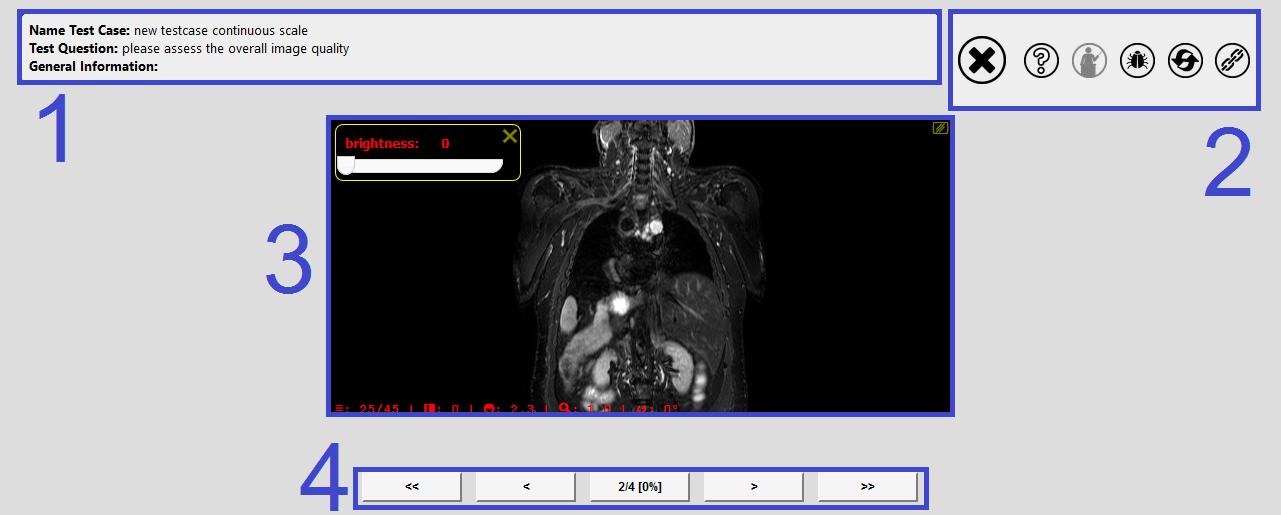 Name Test Case: new testcase continuous scale
Test Question: please assess the overall image quality
General Information:
1
2
brightness: 0
3
25/45 | : 0 | : 2.3 | : 1.0 | : 0°
4
<< < 2/4 [0%] > >>